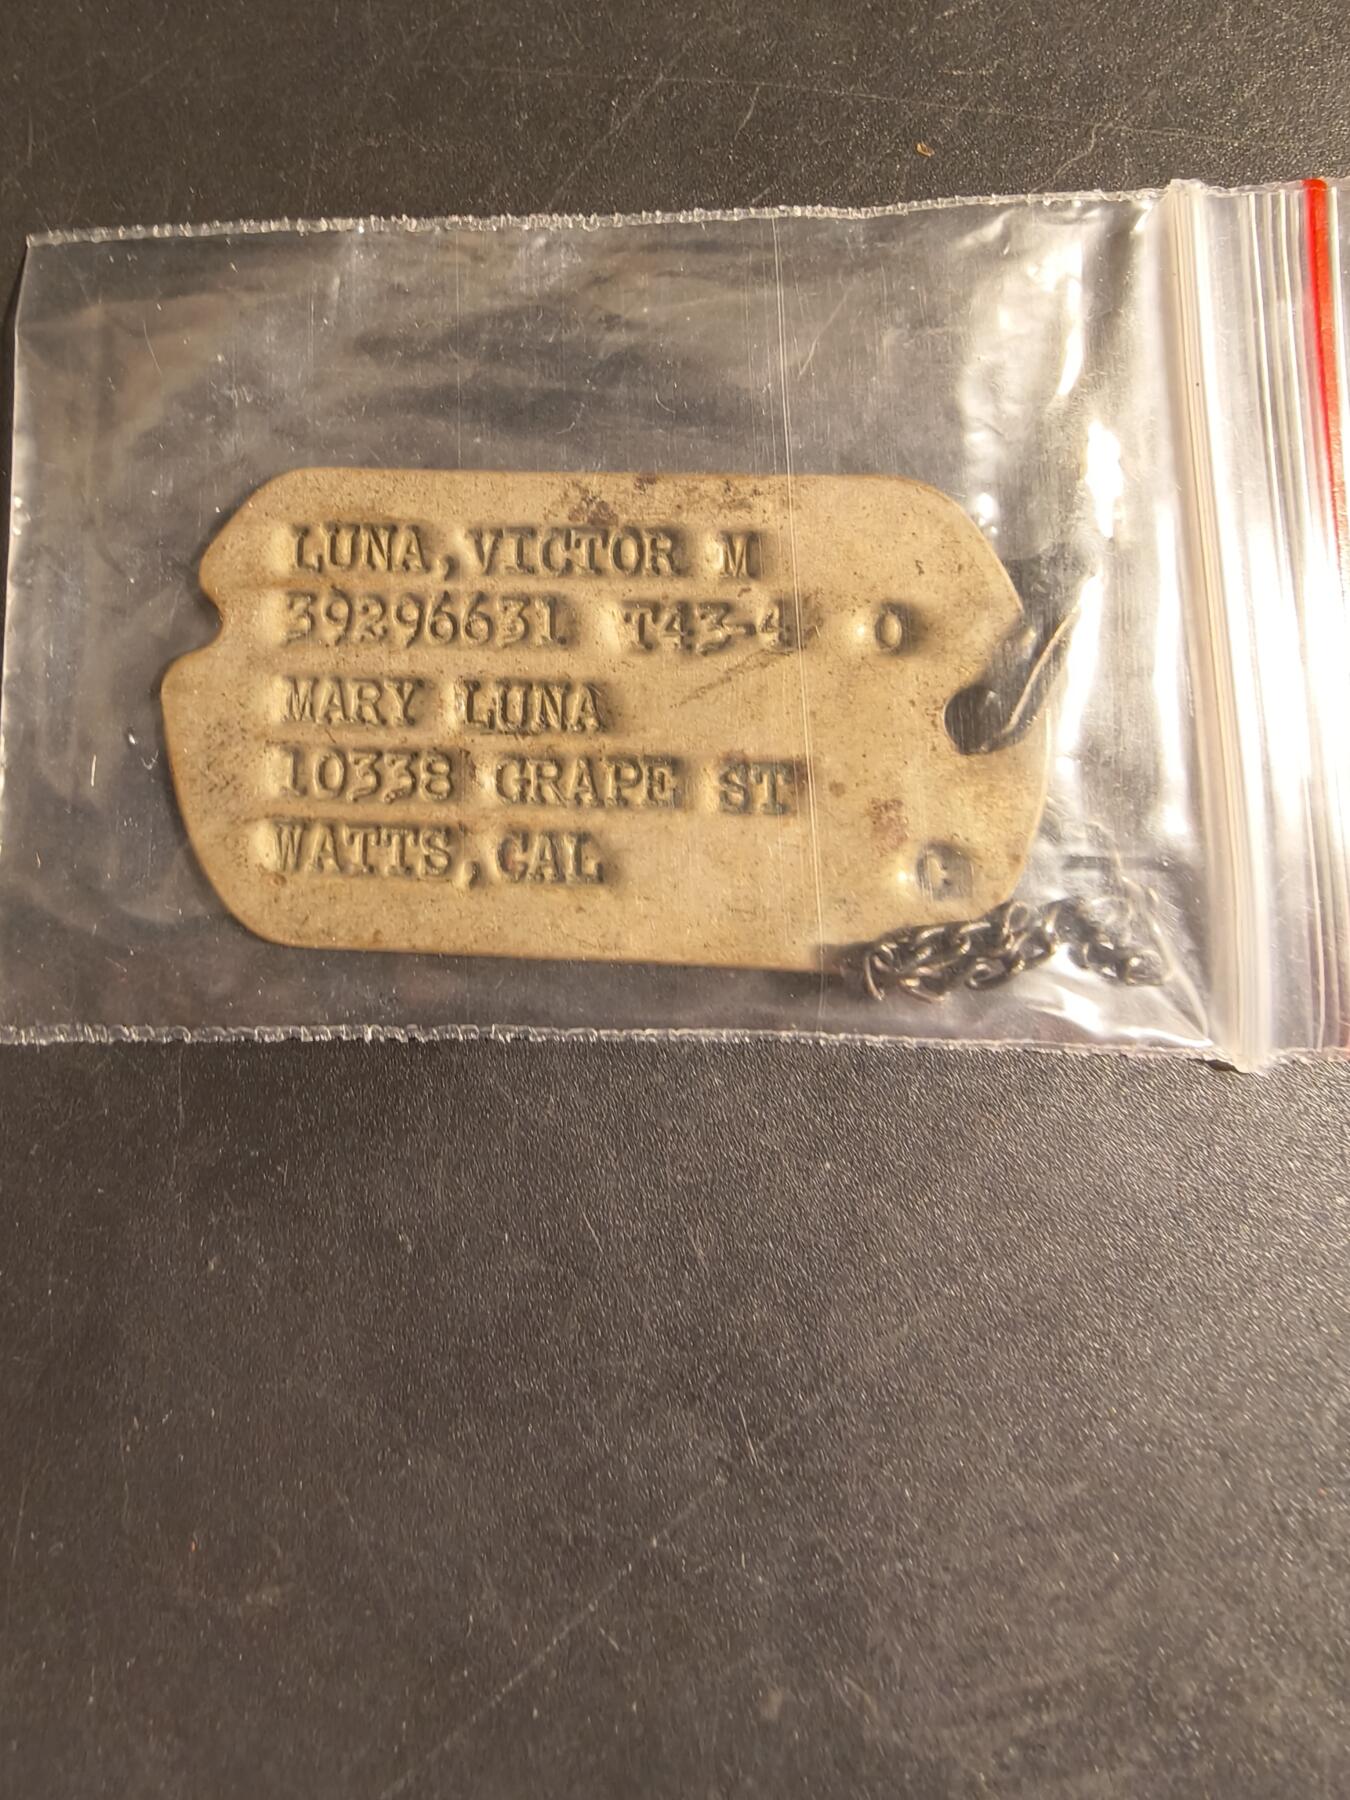 LUNA,VICTOR M
39296631 T43-4 O
MARY LUNA
10338 GRAPE ST
WATTS,CAL C